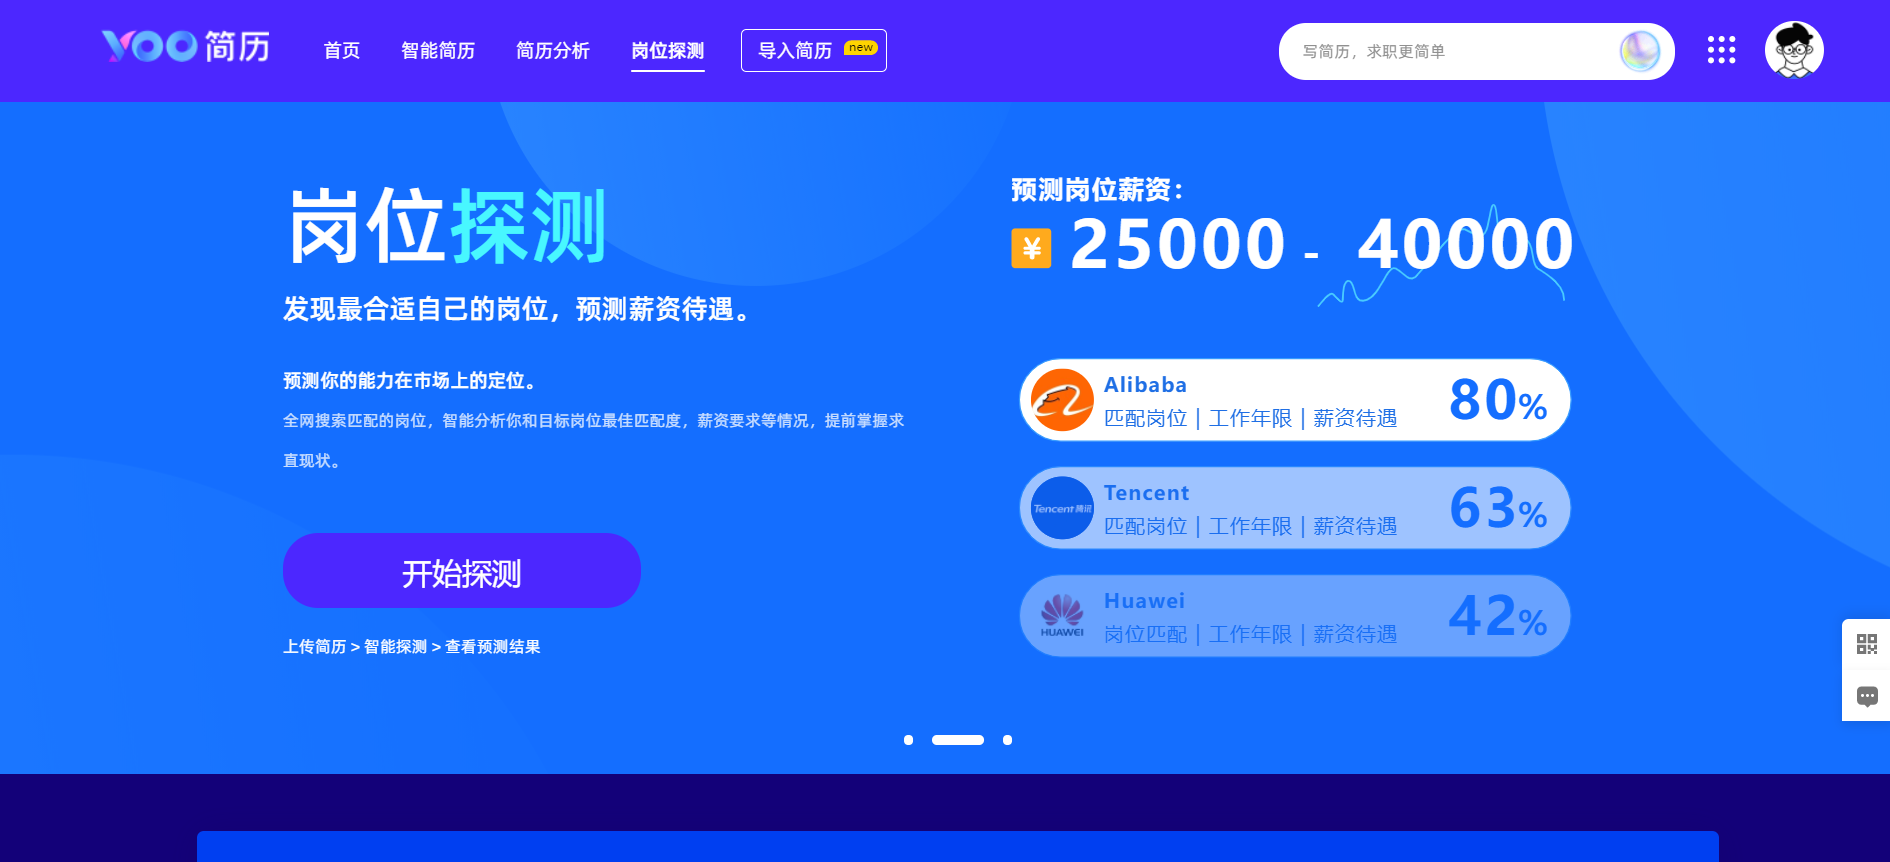 YOO简历 首页 智能简历 简历分析 岗位探测 导入简历 new 写简历，求职更简单
岗位探测
发现最合适自己的岗位，预测薪资待遇。
预测你的能力在市场上的定位。
全网搜索匹配的岗位，智能分析你和目标岗位最佳匹配度，薪资要求等情况，提前掌握求
直现状。
开始探测
上传简历 > 智能探测 > 查看预测结果
预测岗位薪资：
¥ 25000 - 40000
Alibaba
匹配岗位 | 工作年限 | 薪资待遇
80%
Tencent 腾讯
Tencent
匹配岗位 | 工作年限 | 薪资待遇
63%
HUAWEI
Huawei
岗位匹配 | 工作年限 | 薪资待遇
42%